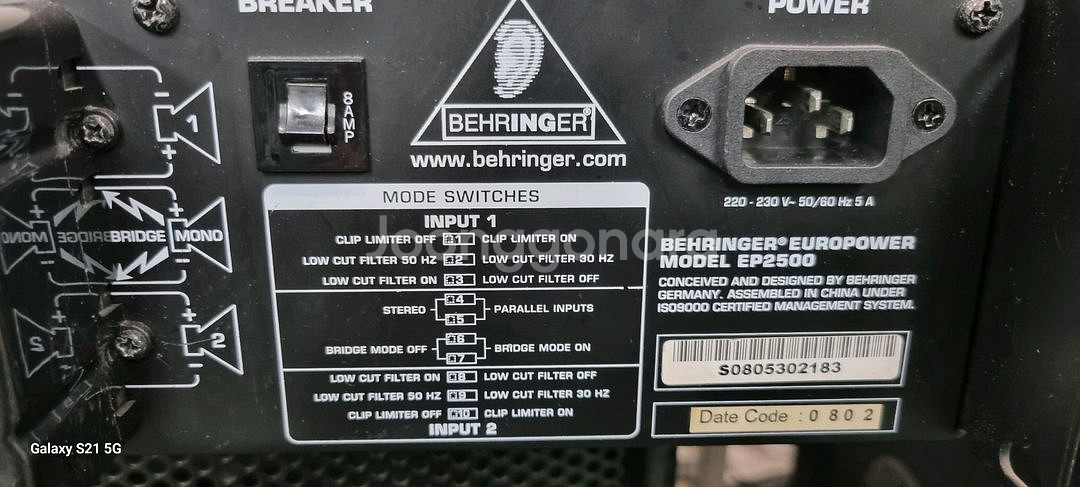 BREAKER
POWER
8 AMP
BEHRINGER®
www.behringer.com
220 - 230 V~ 50/60 Hz 5 A
1
BRIDGE MONO
2
MODE SWITCHES
INPUT 1
CLIP LIMITER OFF 1 CLIP LIMITER ON
LOW CUT FILTER 50 HZ 2 LOW CUT FILTER 30 HZ
LOW CUT FILTER ON 3 LOW CUT FILTER OFF
4
STEREO PARALLEL INPUTS
5
6
BRIDGE MODE OFF BRIDGE MODE ON
7
LOW CUT FILTER ON 8 LOW CUT FILTER OFF
LOW CUT FILTER 50 HZ 9 LOW CUT FILTER 30 HZ
CLIP LIMITER OFF 10 CLIP LIMITER ON
INPUT 2
BEHRINGER® EUROPOWER
MODEL EP2500
CONCEIVED AND DESIGNED BY BEHRINGER
GERMANY. ASSEMBLED IN CHINA UNDER
ISO9000 CERTIFIED MANAGEMENT SYSTEM.
S0805302183
Date Code : 0 8 0 2
Galaxy S21 5G